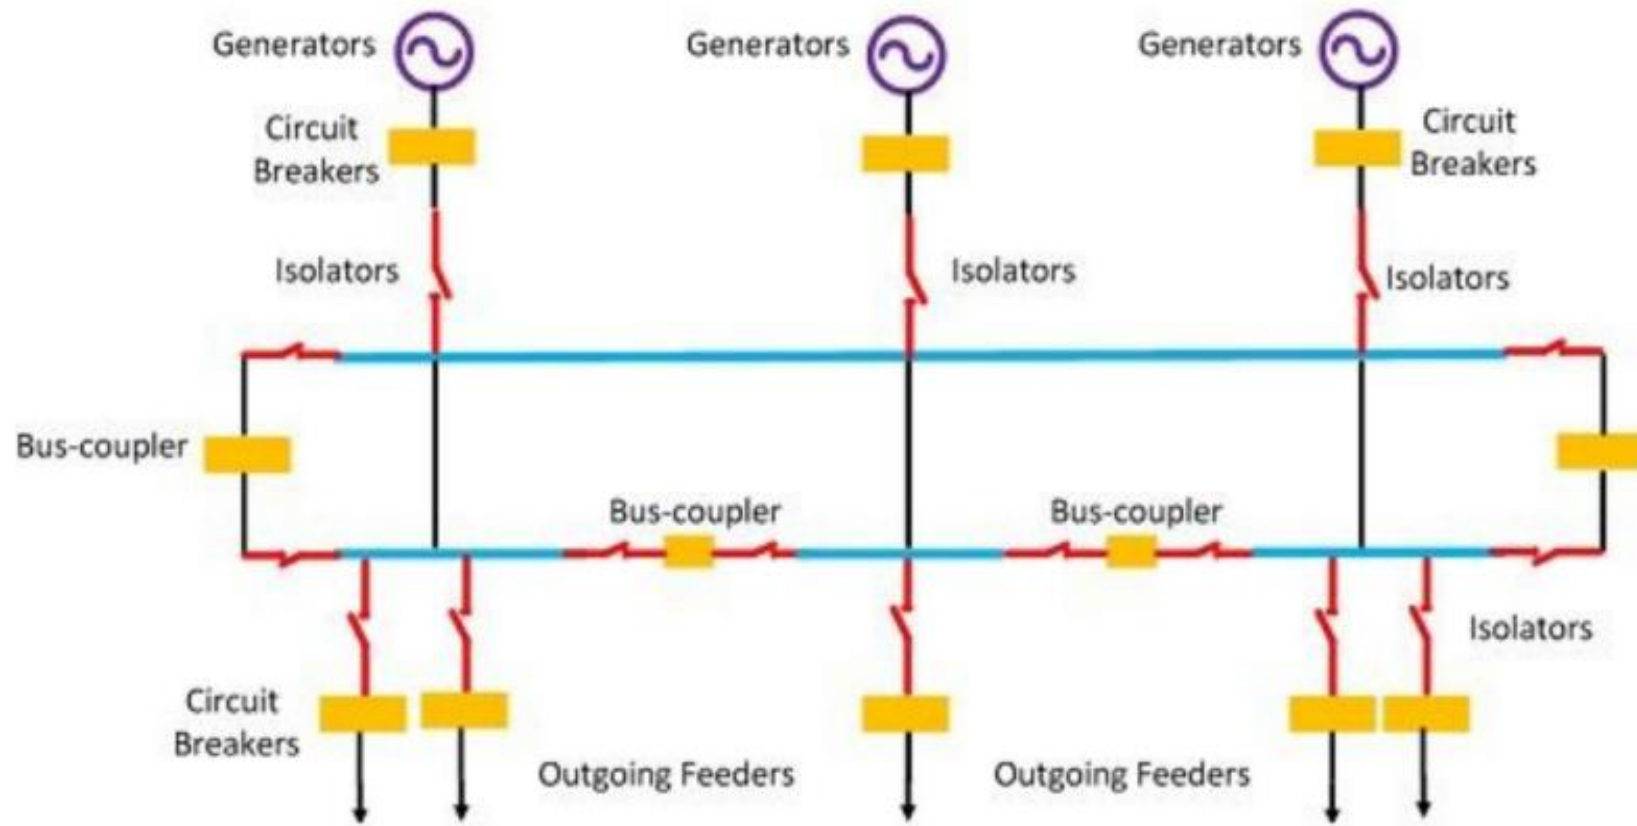 Generators
Generators
Generators
Circuit
Breakers
Circuit
Breakers
Isolators
Isolators
Isolators
Bus-coupler
Bus-coupler
Bus-coupler
Isolators
Circuit
Breakers
Outgoing Feeders
Outgoing Feeders